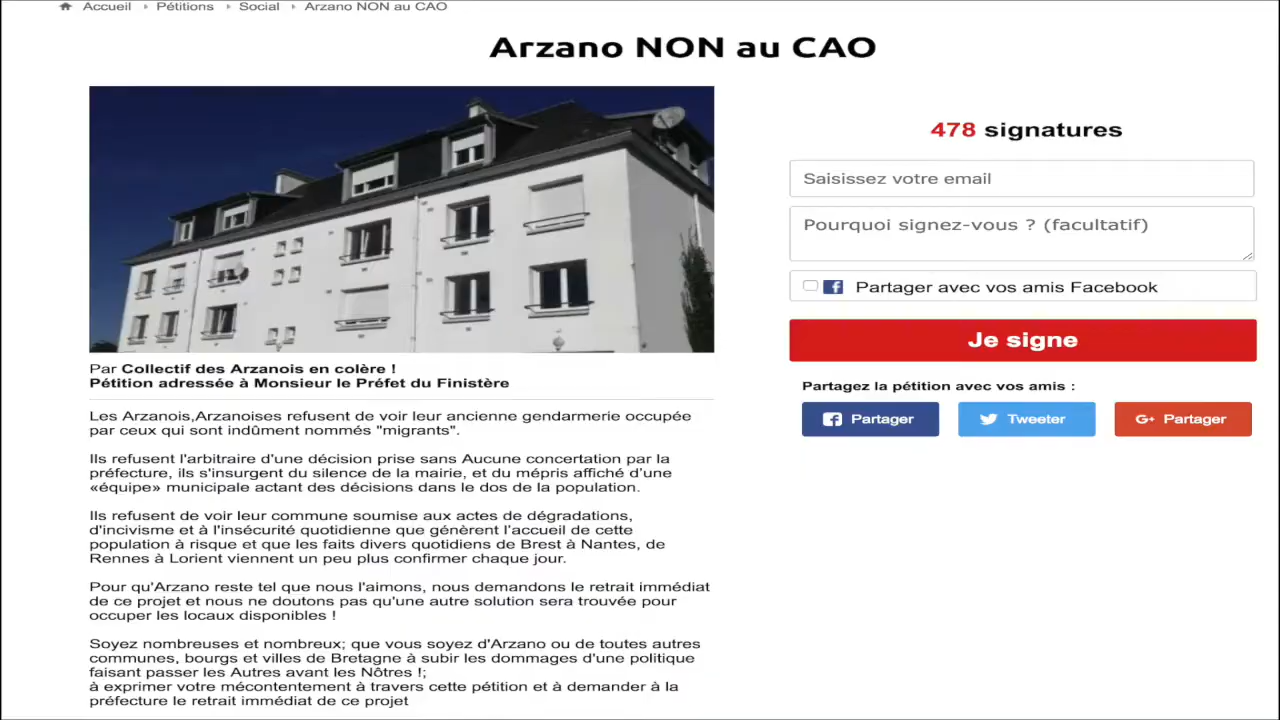 Accueil Pétitions Social Arzano NON au CAO
Arzano NON au CAO
478 signatures
Saisissez votre email
Pourquoi signez-vous ? (facultatif)
Partager avec vos amis Facebook
Je signe
Partagez la pétition avec vos amis :
Partager Tweeter G+ Partager
Par Collectif des Arzanois en colère !
Pétition adressée à Monsieur le Préfet du Finistère
Les Arzanois,Arzanoises refusent de voir leur ancienne gendarmerie occupée
par ceux qui sont indûment nommés "migrants".
Ils refusent l'arbitraire d'une décision prise sans Aucune concertation par la
préfecture, ils s'insurgent du silence de la mairie, et du mépris affiché d'une
«équipe» municipale actant des décisions dans le dos de la population.
Ils refusent de voir leur commune soumise aux actes de dégradations,
d'incivisme et à l'insécurité quotidienne que génèrent l'accueil de cette
population à risque et que les faits divers quotidiens de Brest à Nantes, de
Rennes à Lorient viennent un peu plus confirmer chaque jour.
Pour qu'Arzano reste tel que nous l'aimons, nous demandons le retrait immédiat
de ce projet et nous ne doutons pas qu'une autre solution sera trouvée pour
occuper les locaux disponibles !
Soyez nombreuses et nombreux; que vous soyez d'Arzano ou de toutes autres
communes, bourgs et villes de Bretagne à subir les dommages d'une politique
faisant passer les Autres avant les Nôtres !;
à exprimer votre mécontentement à travers cette pétition et à demander à la
préfecture le retrait immédiat de ce projet